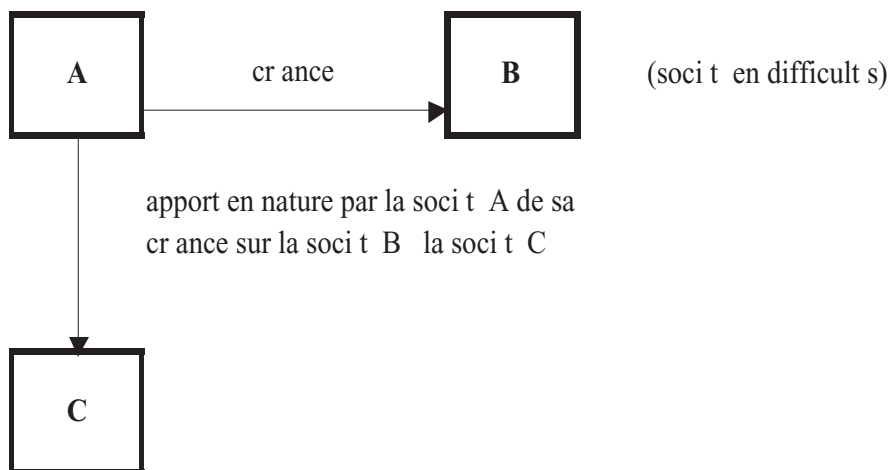 A
cr ance
B
(soci t en difficult s)
apport en nature par la soci t A de sa
cr ance sur la soci t B la soci t C
C